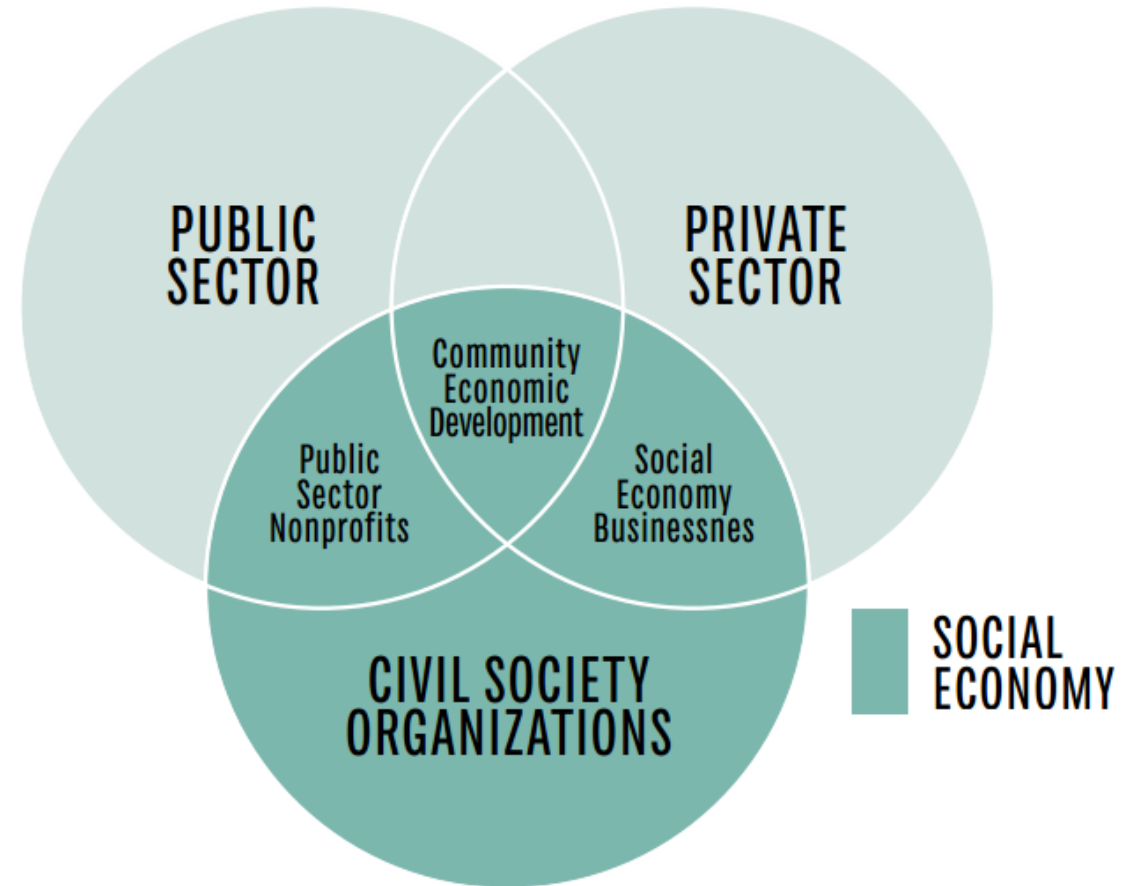 PUBLIC
SECTOR
PRIVATE
SECTOR
Community
Economic
Development
Public
Sector
Nonprofits
Social
Economy
Businessnes
CIVIL SOCIETY
ORGANIZATIONS
SOCIAL
ECONOMY